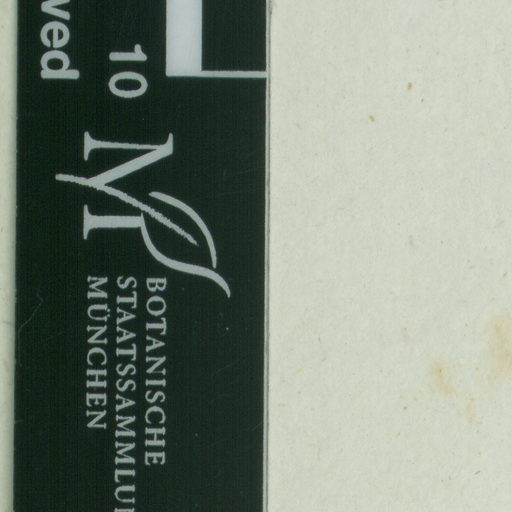 ved
10
BOTANISCHE
STAATSSAMMLU
MÜNCHEN